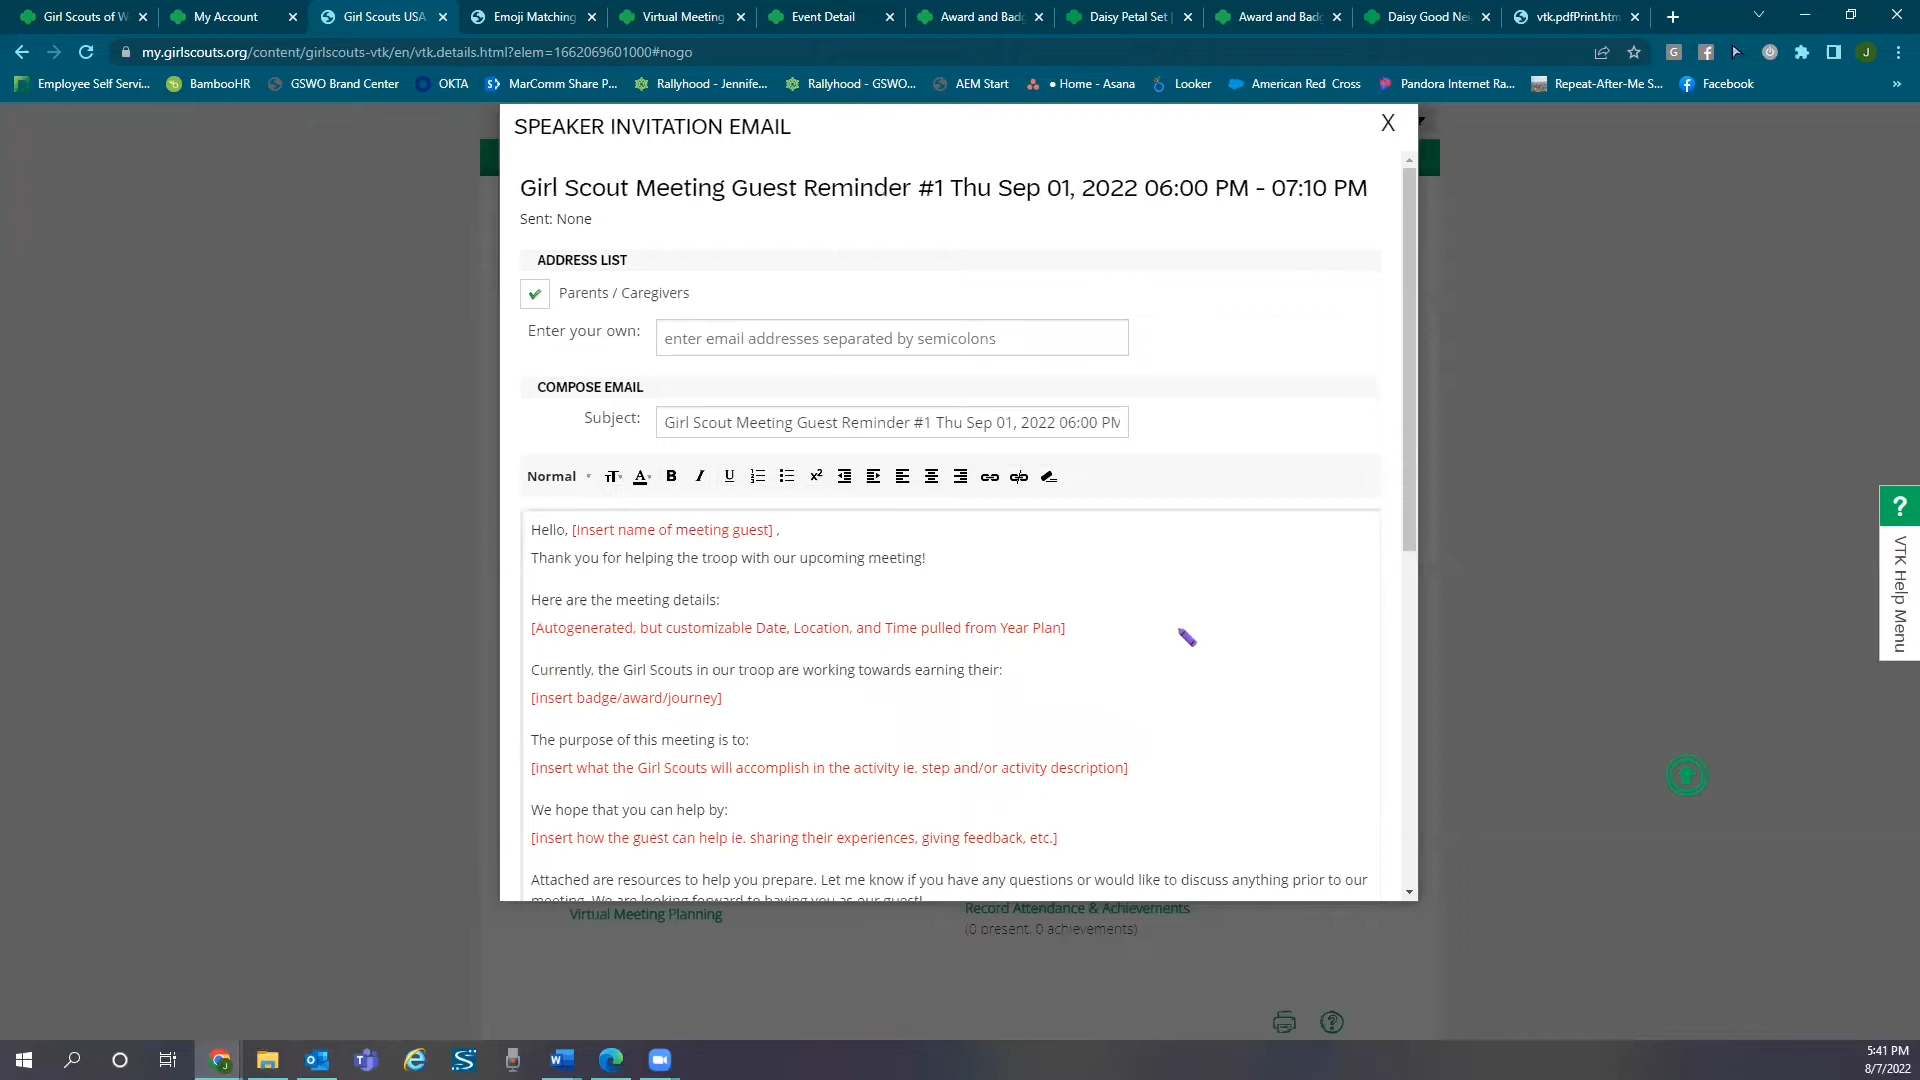 Girl Scouts of W
My Account
Girl Scouts USA
Emoji Matching
Virtual Meeting
Event Detail
Award and Badg
Daisy Petal Set |
Award and Badg
Daisy Good Nei
vtk.pdfPrint.htm
my.girlscouts.org/content/girlscouts-vtk/en/vtk.details.html?elem=1662069601000#nogo
Employee Self Servi...
BambooHR
GSWO Brand Center
OKTA
MarComm Share P...
Rallyhood - Jennife...
Rallyhood - GSWO...
AEM Start
• Home - Asana
Looker
American Red Cross
Pandora Internet Ra...
Repeat-After-Me S...
Facebook
»
SPEAKER INVITATION EMAIL
X
Girl Scout Meeting Guest Reminder #1 Thu Sep 01, 2022 06:00 PM - 07:10 PM
Sent: None
ADDRESS LIST
Parents / Caregivers
Enter your own:
enter email addresses separated by semicolons
COMPOSE EMAIL
Subject:
Girl Scout Meeting Guest Reminder #1 Thu Sep 01, 2022 06:00 PM
Normal
Hello, [Insert name of meeting guest] ,
Thank you for helping the troop with our upcoming meeting!
Here are the meeting details:
[Autogenerated, but customizable Date, Location, and Time pulled from Year Plan]
Currently, the Girl Scouts in our troop are working towards earning their:
[insert badge/award/journey]
The purpose of this meeting is to:
[insert what the Girl Scouts will accomplish in the activity ie. step and/or activity description]
We hope that you can help by:
[insert how the guest can help ie. sharing their experiences, giving feedback, etc.]
Attached are resources to help you prepare. Let me know if you have any questions or would like to discuss anything prior to our
meeting. We are looking forward to having you as our guest!
Virtual Meeting Planning
Record Attendance & Achievements
(0 present, 0 achievements)
?
VTK Help Menu
5:41 PM
8/7/2022